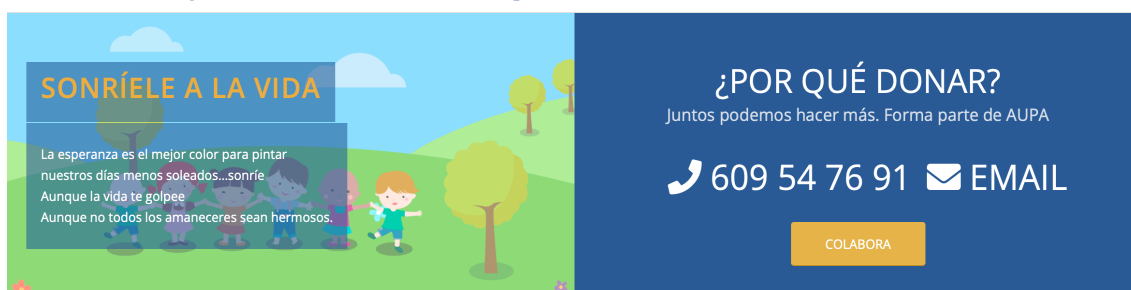 SONRÍELE A LA VIDA
La esperanza es el mejor color para pintar
nuestros días menos soleados...sonríe
Aunque la vida te golpee
Aunque no todos los amaneceres sean hermosos.
¿POR QUÉ DONAR?
Juntos podemos hacer más. Forma parte de AUPA
609 54 76 91 EMAIL
COLABORA